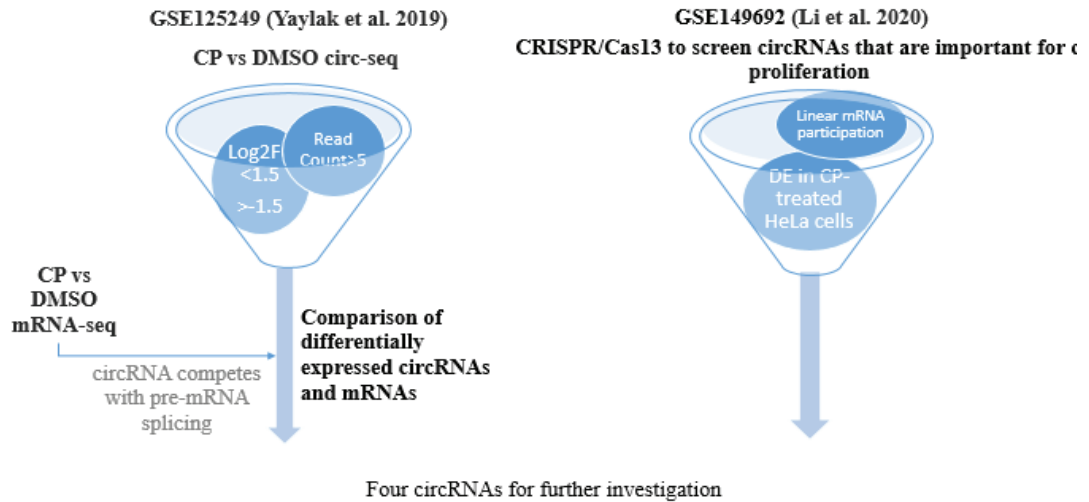 GSE125249 (Yaylak et al. 2019)
CP vs DMSO circ-seq
Log2F
<1.5
>-1.5
Read
Count>5
CP vs
DMSO
mRNA-seq
circRNA competes
with pre-mRNA
splicing
Comparison of
differentially
expressed circRNAs
and mRNAs
GSE149692 (Li et al. 2020)
CRISPR/Cas13 to screen circRNAs that are important for c
proliferation
Linear mRNA
participation
DE in CP-
treated
HeLa cells
Four circRNAs for further investigation